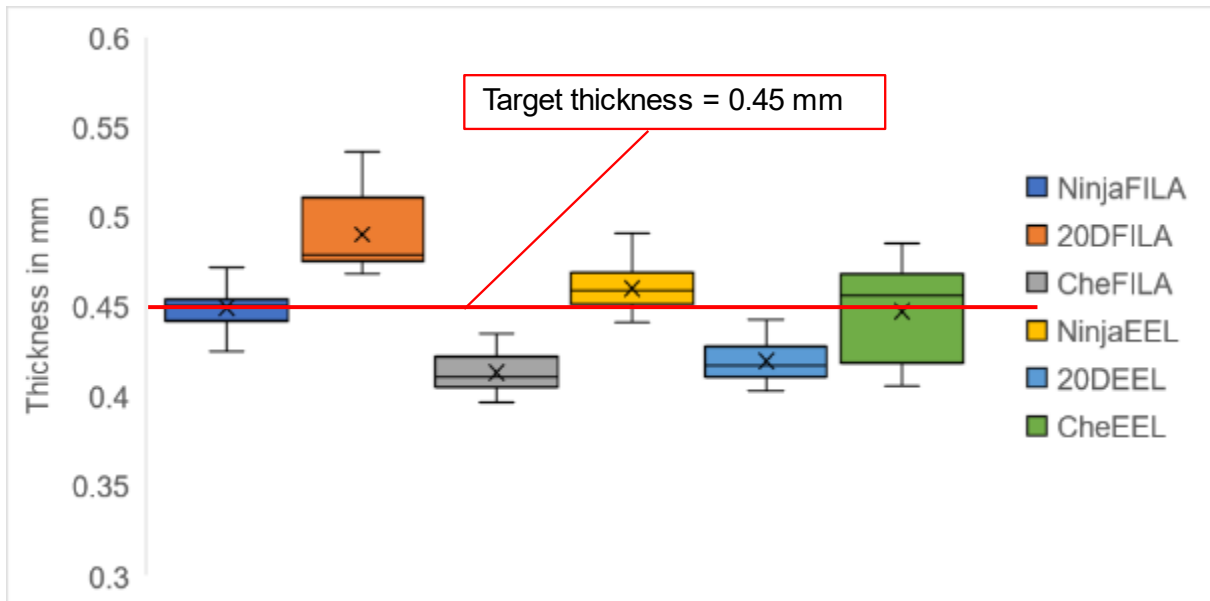 0.6
Target thickness = 0.45 mm
0.55
0.5
0.45
0.4
0.35
0.3
Thickness in mm
NinjaFILA
20DFILA
CheFILA
NinjaEEL
20DEEL
CheEEL